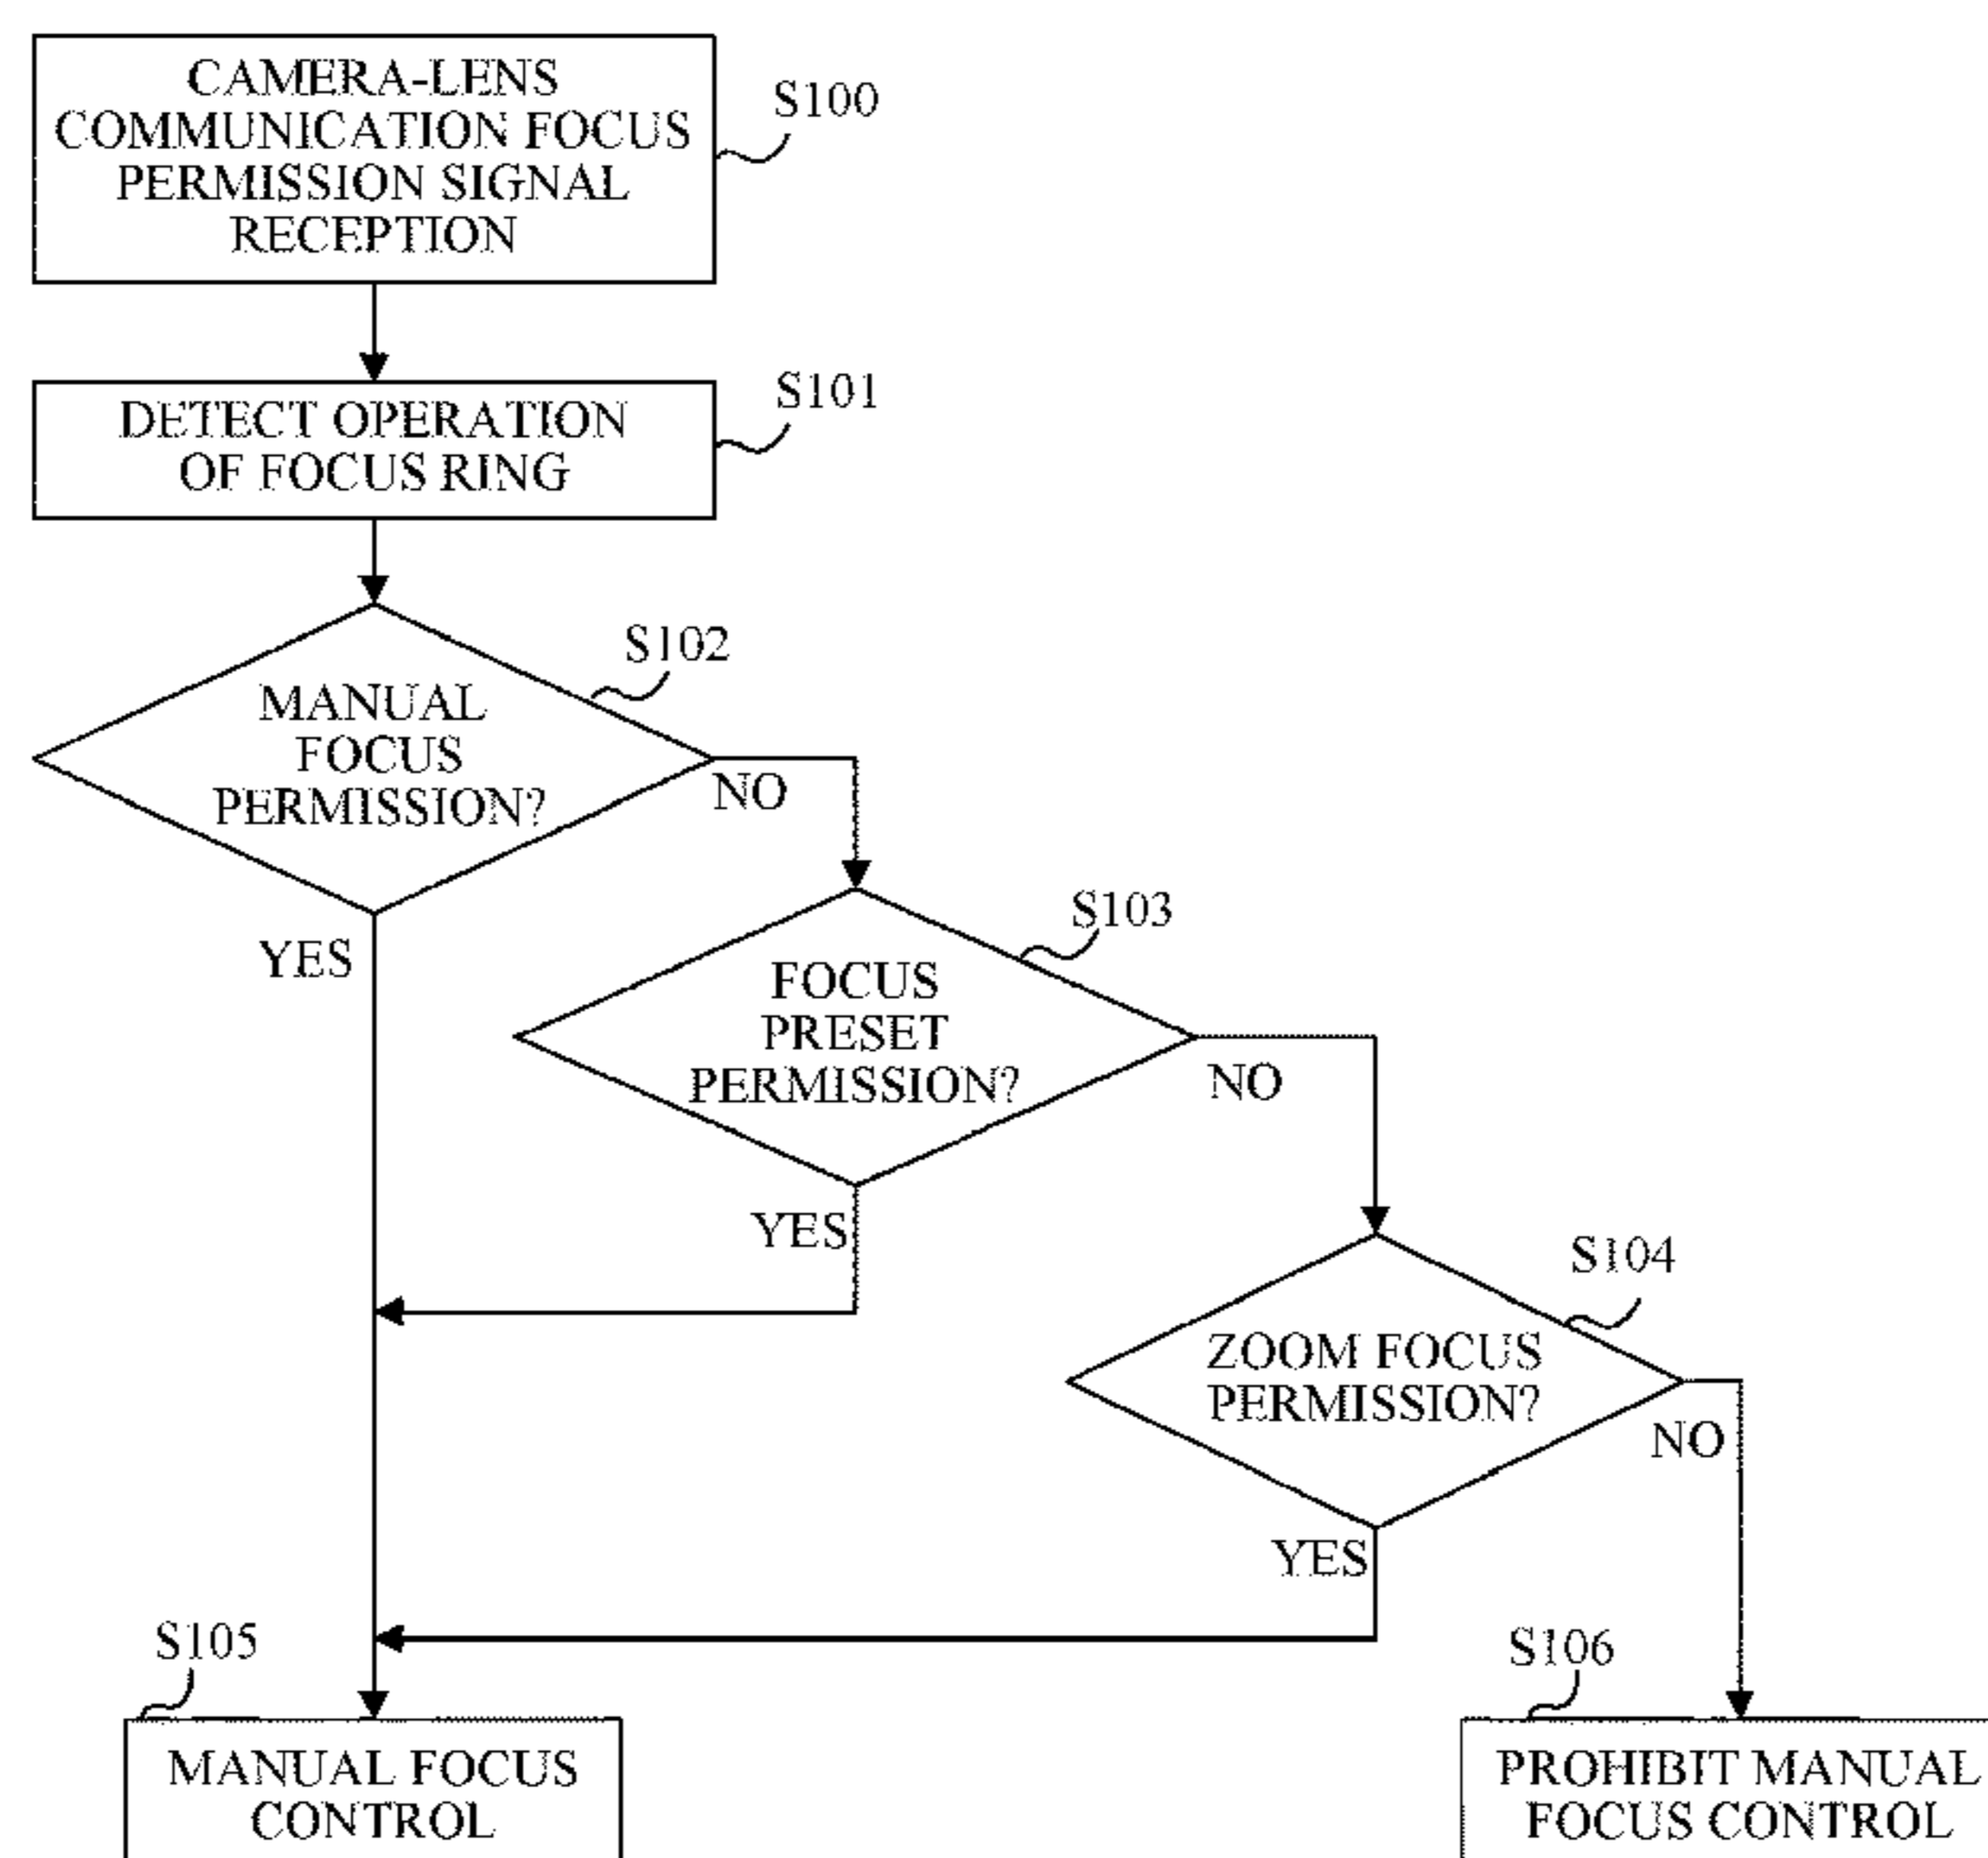 CAMERA-LENS
COMMUNICATION FOCUS
PERMISSION SIGNAL
RECEPTION
S100
DETECT OPERATION
OF FOCUS RING
S101
MANUAL
FOCUS
PERMISSION?
S102
NO
YES
FOCUS
PRESET
PERMISSION?
S103
NO
YES
ZOOM FOCUS
PERMISSION?
S104
NO
YES
S105
MANUAL FOCUS
CONTROL
S106
PROHIBIT MANUAL
FOCUS CONTROL